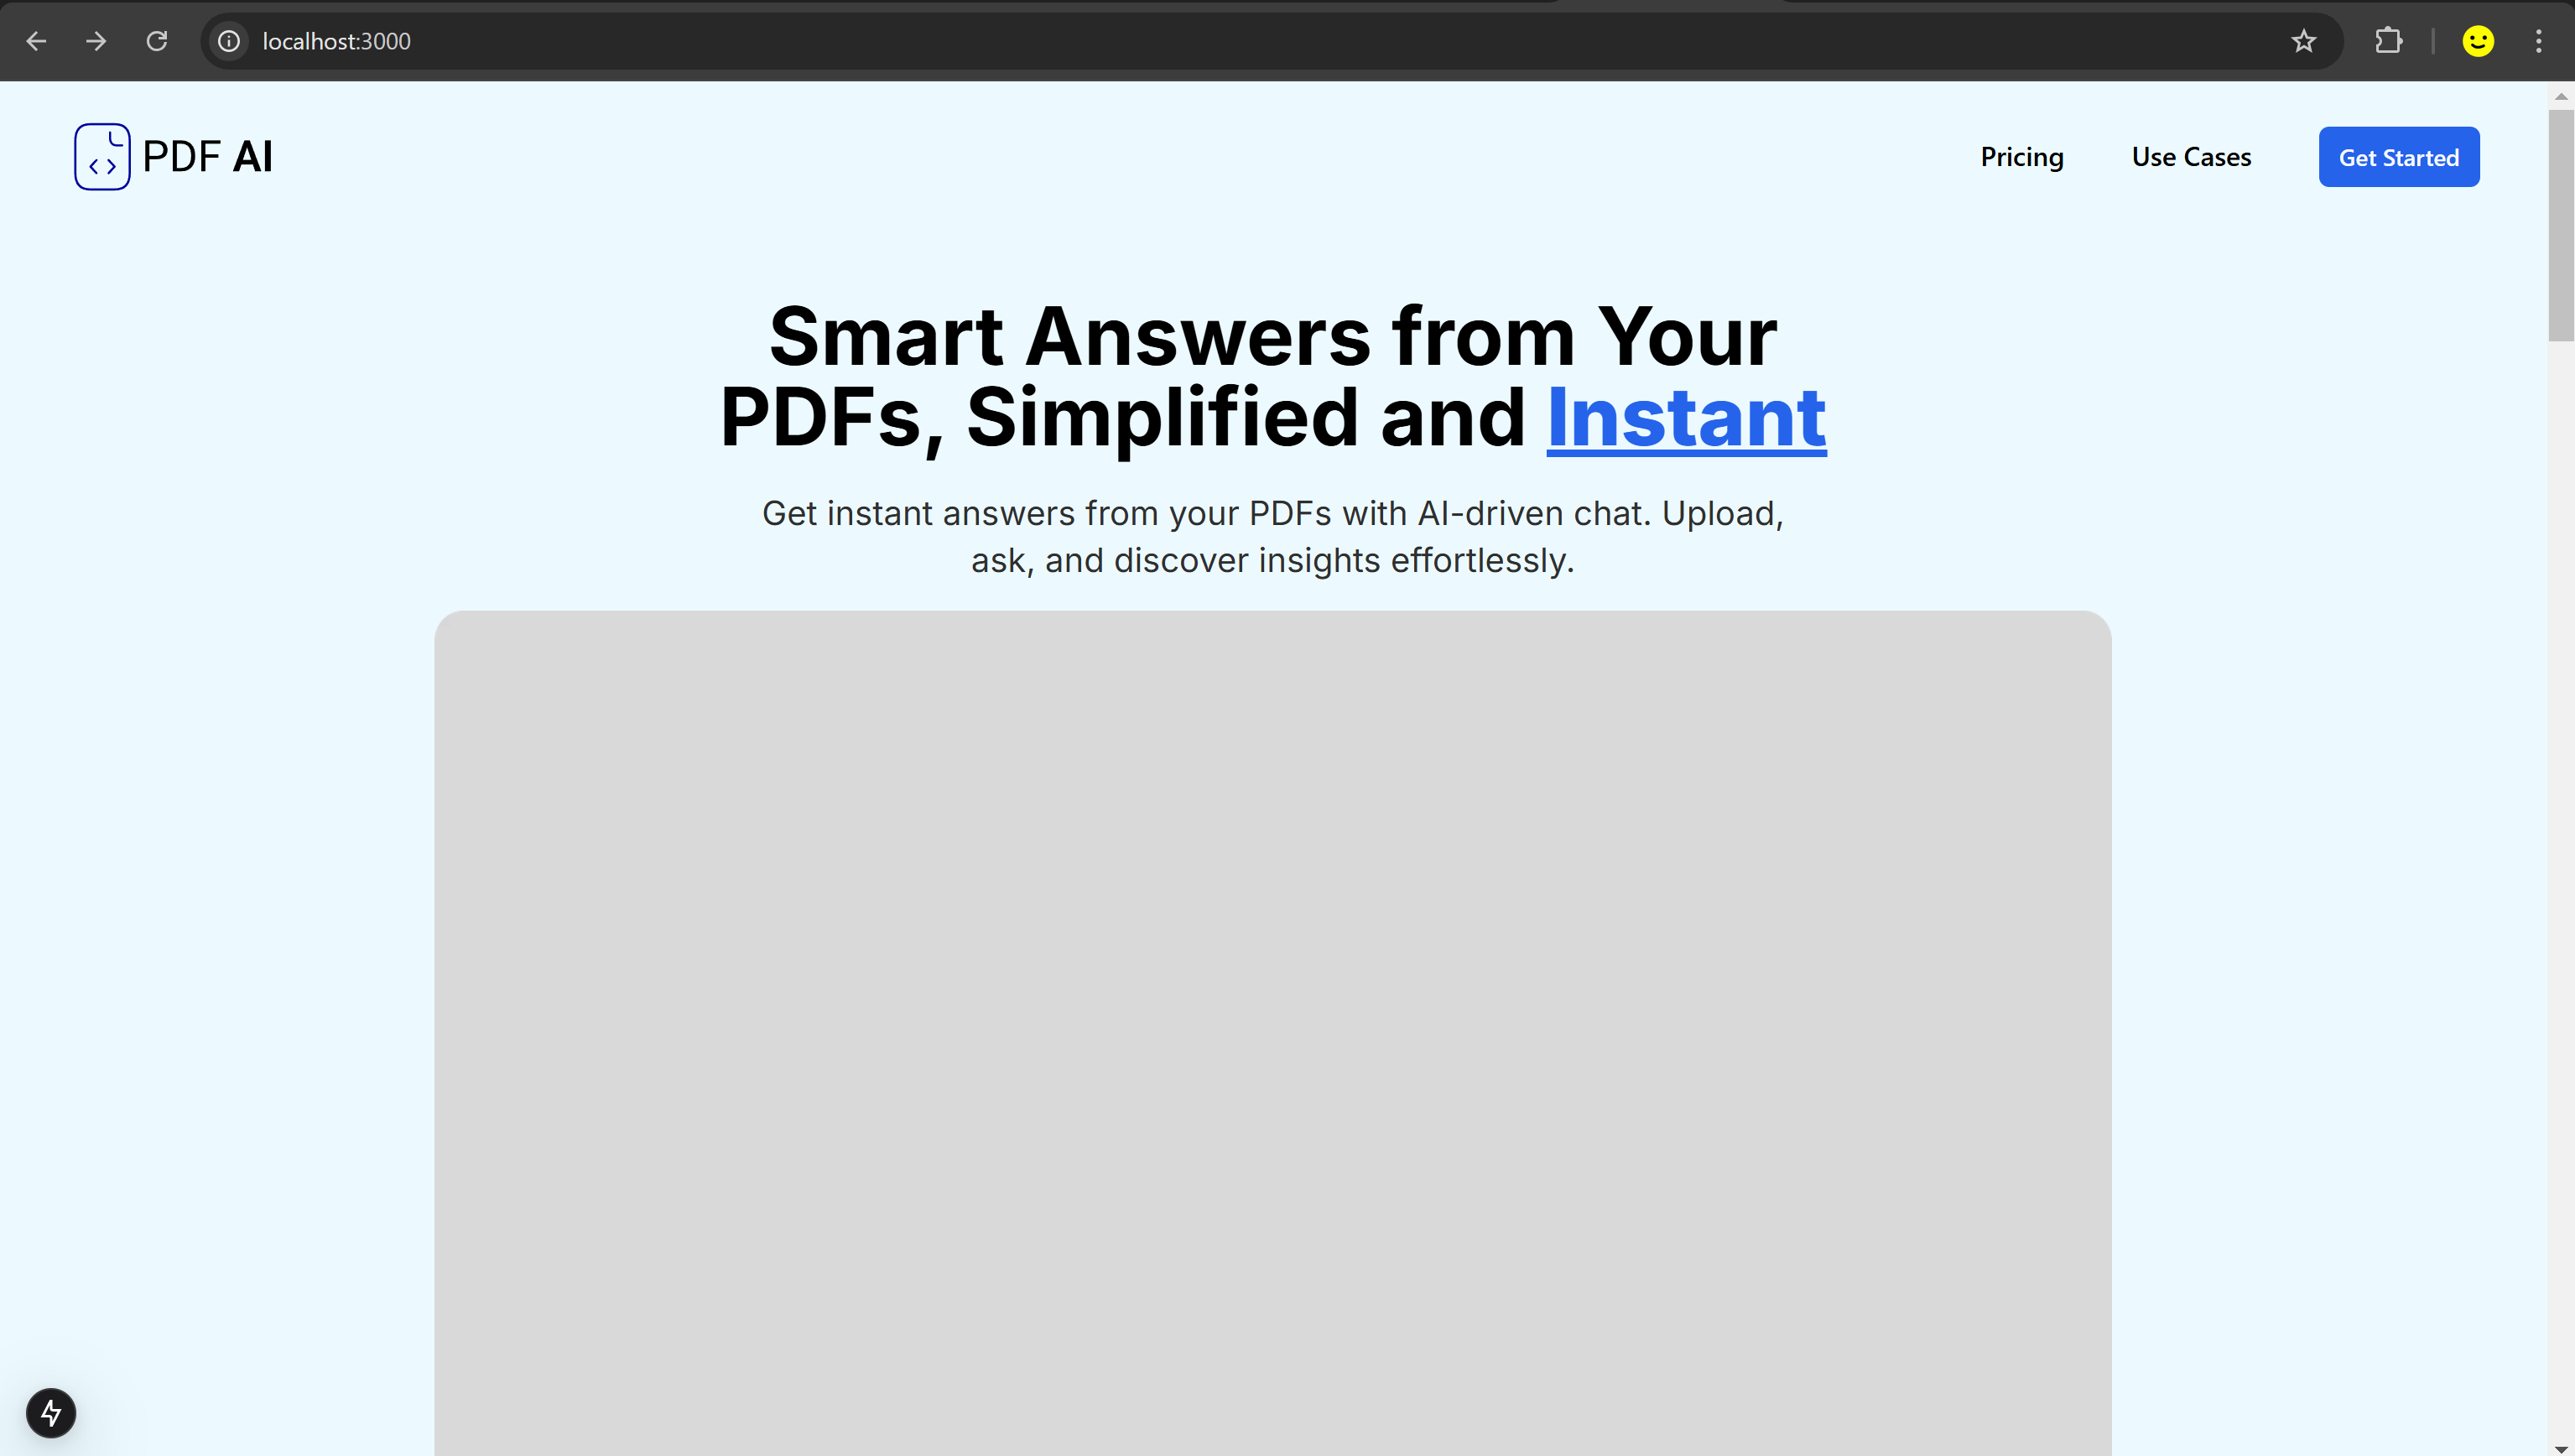 localhost:3000
PDF AI
Pricing
Use Cases
Get Started
Smart Answers from Your
PDFs, Simplified and Instant
Get instant answers from your PDFs with AI-driven chat. Upload,
ask, and discover insights effortlessly.